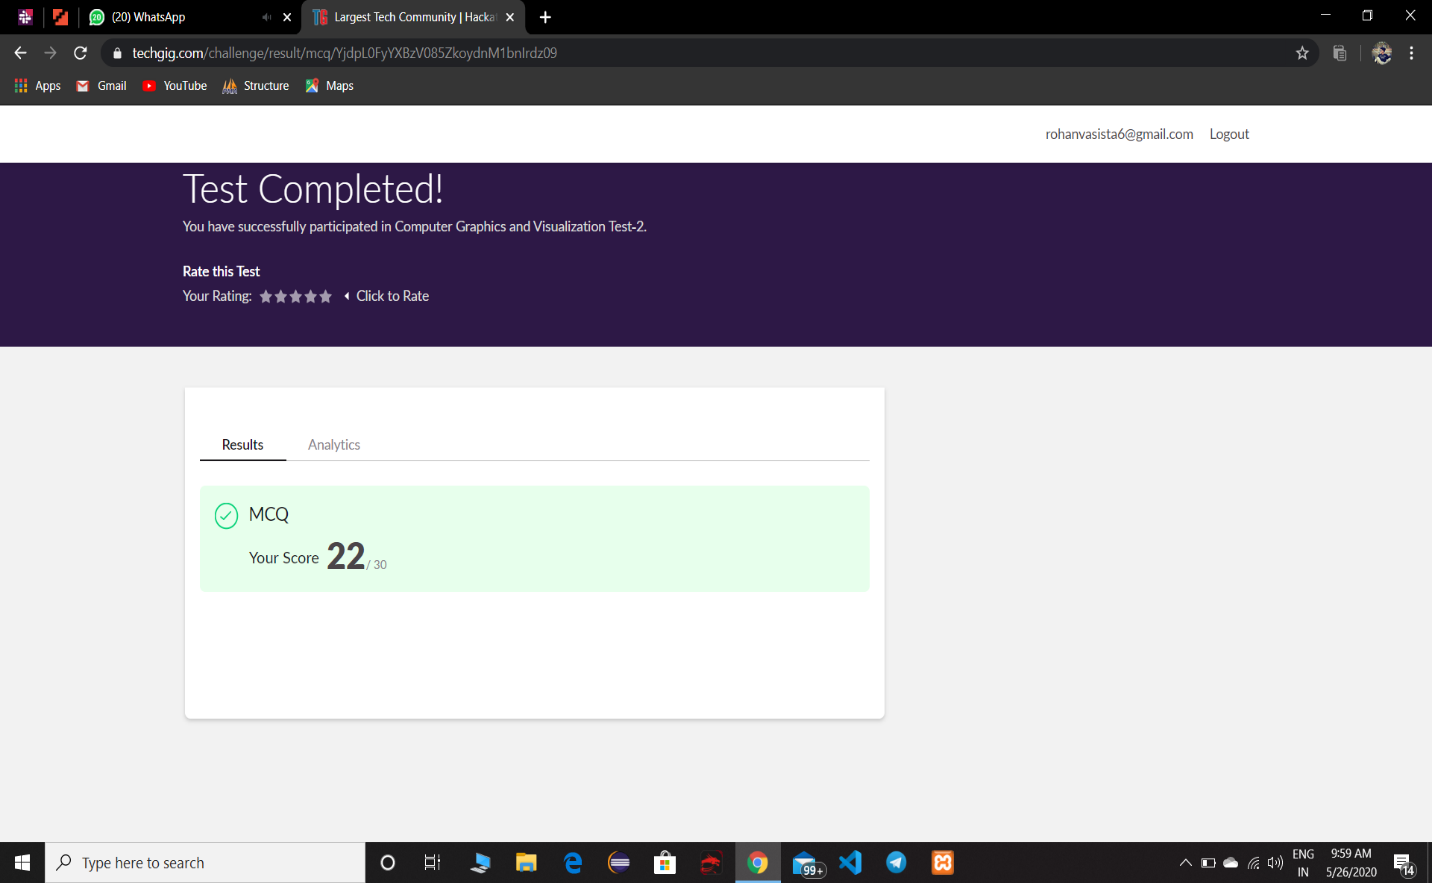 (20) WhatsApp
Largest Tech Community | Hacka
techgig.com/challenge/result/mcq/YjdpL0FyYXBzV085ZkoydnM1bnIrdz09
Apps Gmail YouTube Structure Maps
rohanvasista6@gmail.com Logout
Test Completed!
You have successfully participated in Computer Graphics and Visualization Test-2.
Rate this Test
Your Rating: Click to Rate
Results Analytics
MCQ
Your Score 22/ 30
Type here to search
99+
ENG
IN
9:59 AM
5/26/2020
14